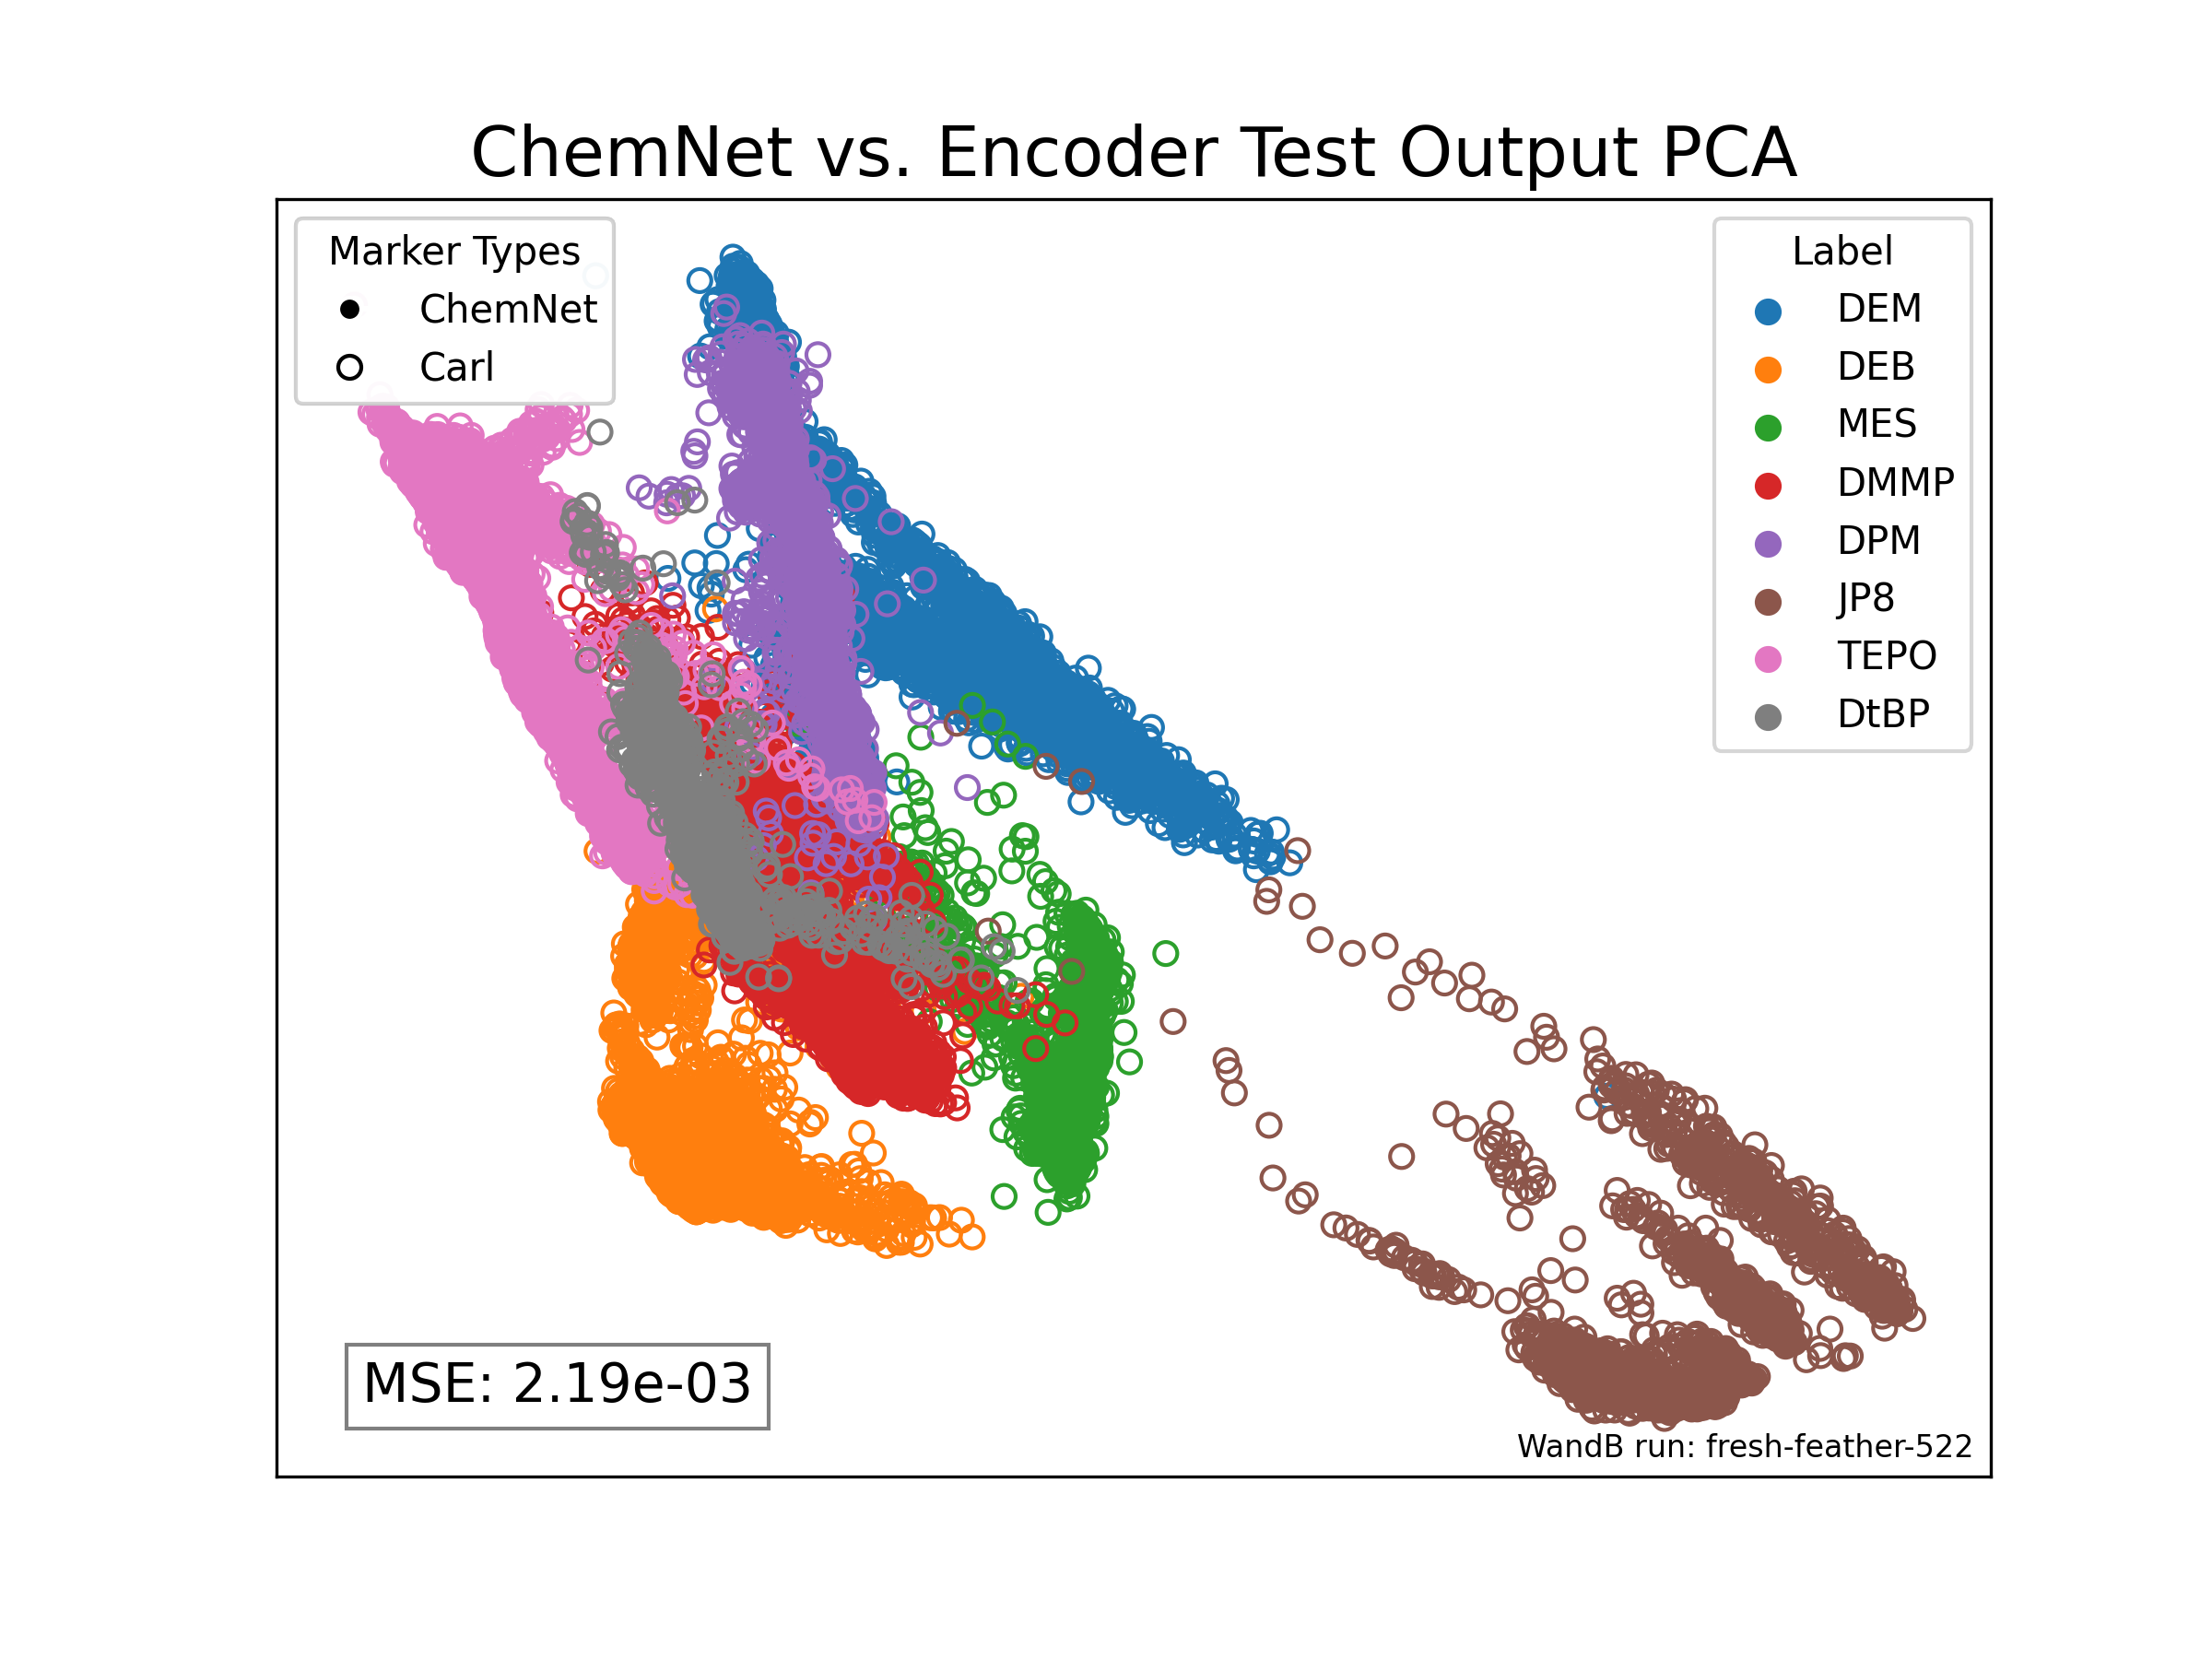 ChemNet vs. Encoder Test Output PCA
Marker Types
ChemNet
Carl
Label
DEM
DEB
MES
DMMP
DPM
JP8
TEPO
DtBP
MSE: 2.19e-03
WandB run: fresh-feather-522